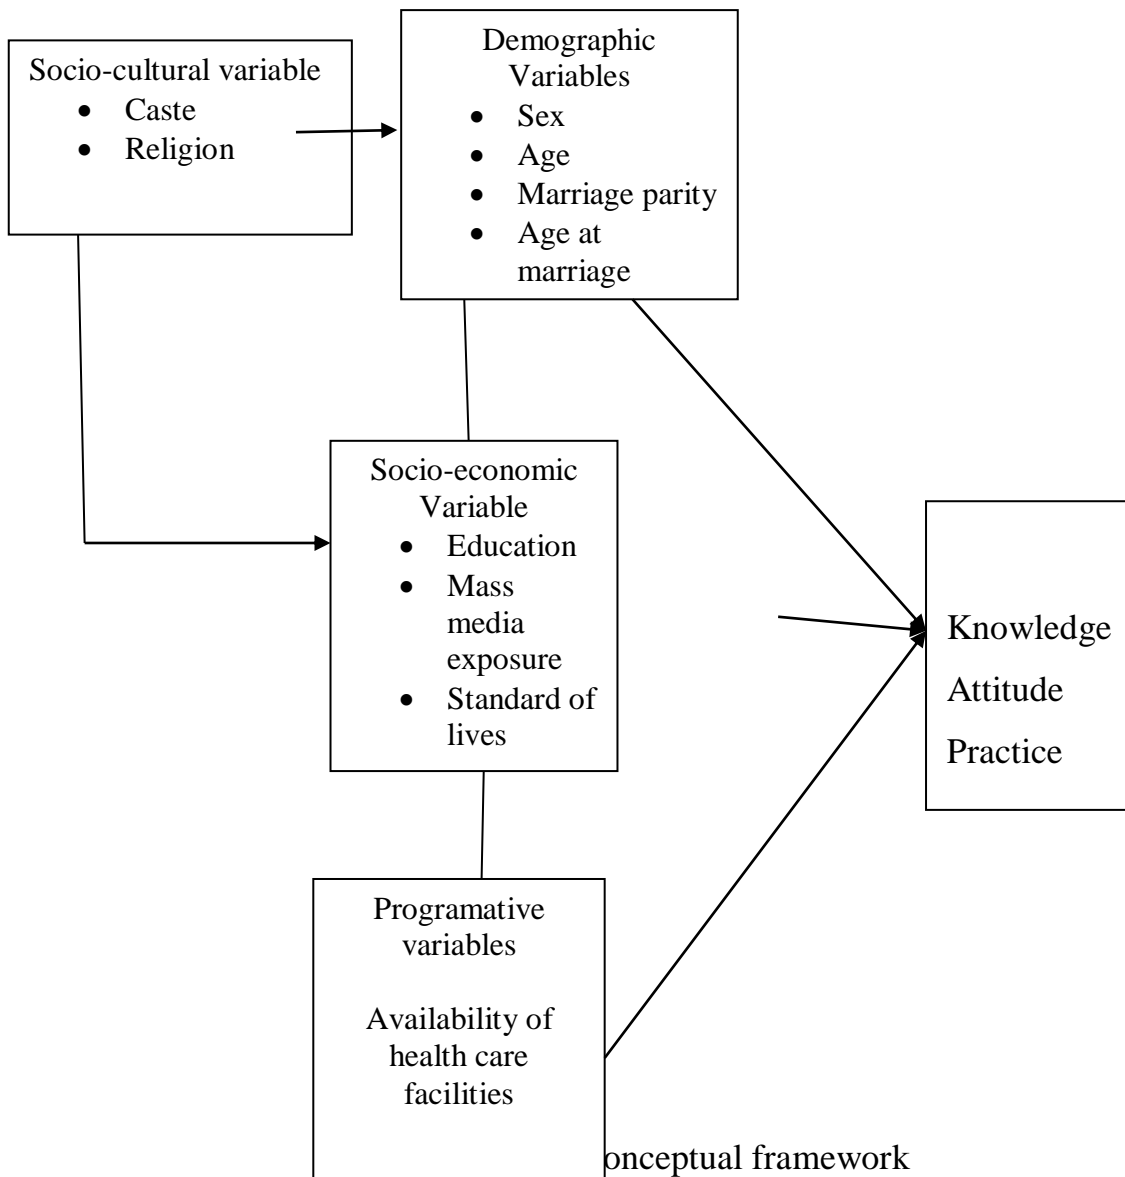 Socio-cultural variable
• Caste
• Religion
Demographic
Variables
• Sex
• Age
• Marriage parity
• Age at
marriage
Socio-economic
Variable
• Education
• Mass
media
exposure
• Standard of
lives
Knowledge
Attitude
Practice
Programative
variables
Availability of
health care
facilities
onceptual framework